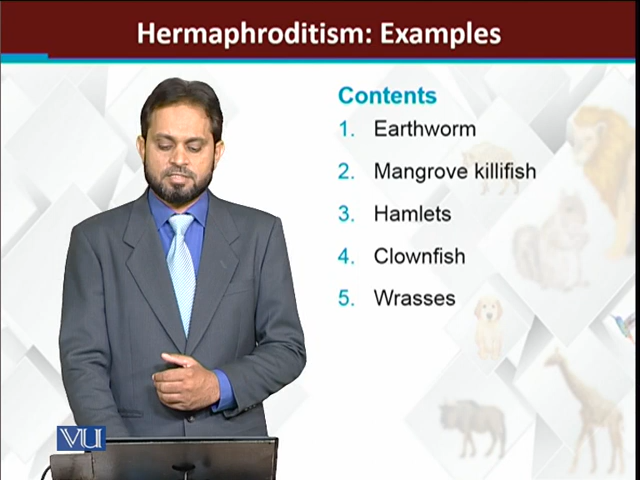 Hermaphroditism: Examples
Contents
1. Earthworm
2. Mangrove killifish
3. Hamlets
4. Clownfish
5. Wrasses
VU